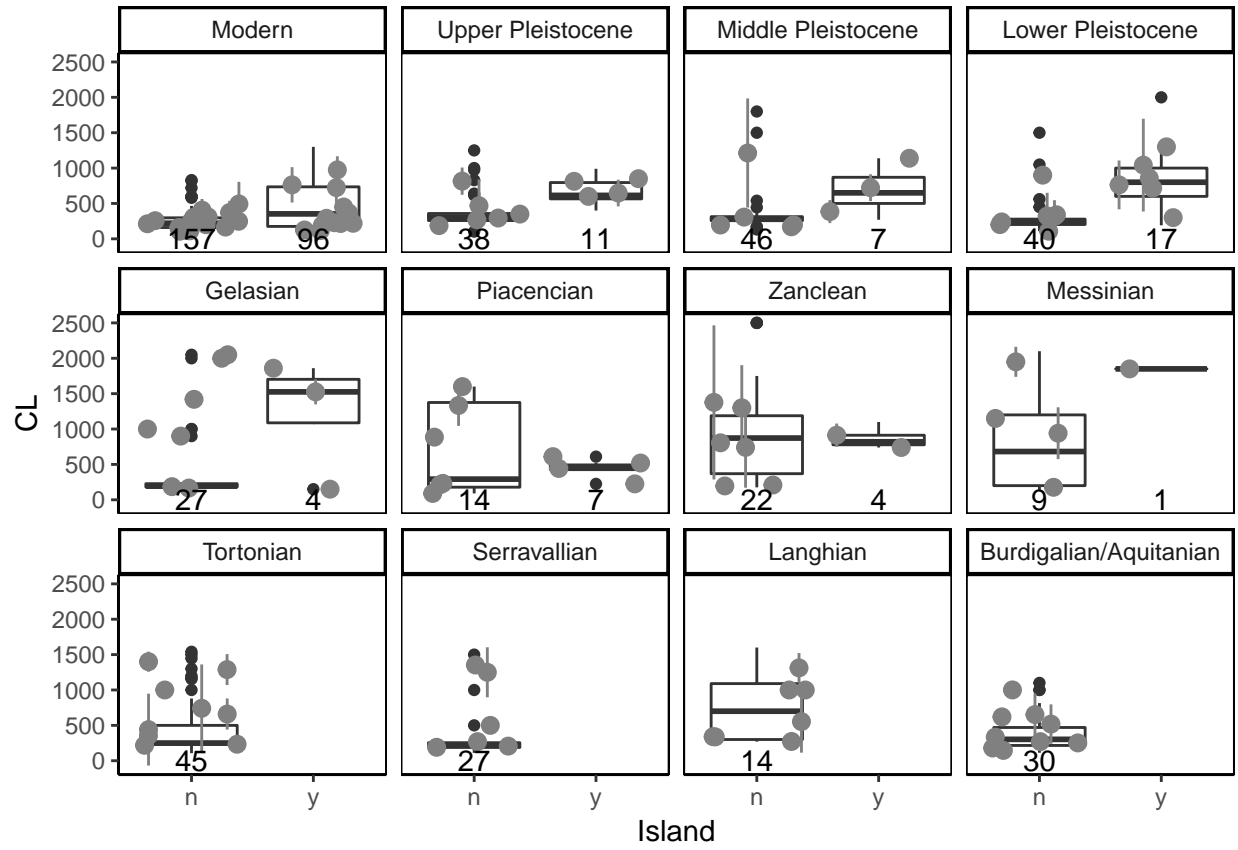 Modern Upper Pleistocene Middle Pleistocene Lower Pleistocene
2500
2000
1500
1000
500
0
157 96 38 11 46 7 40 17
Gelasian Piacencian Zanclean Messinian
2500
2000
1500
1000
500
0
27 4 14 7 22 4 9 1
CL
Tortonian Serravallian Langhian Burdigalian/Aquitanian
2500
2000
1500
1000
500
0
45 27 14 30
n y n y n y n y
Island